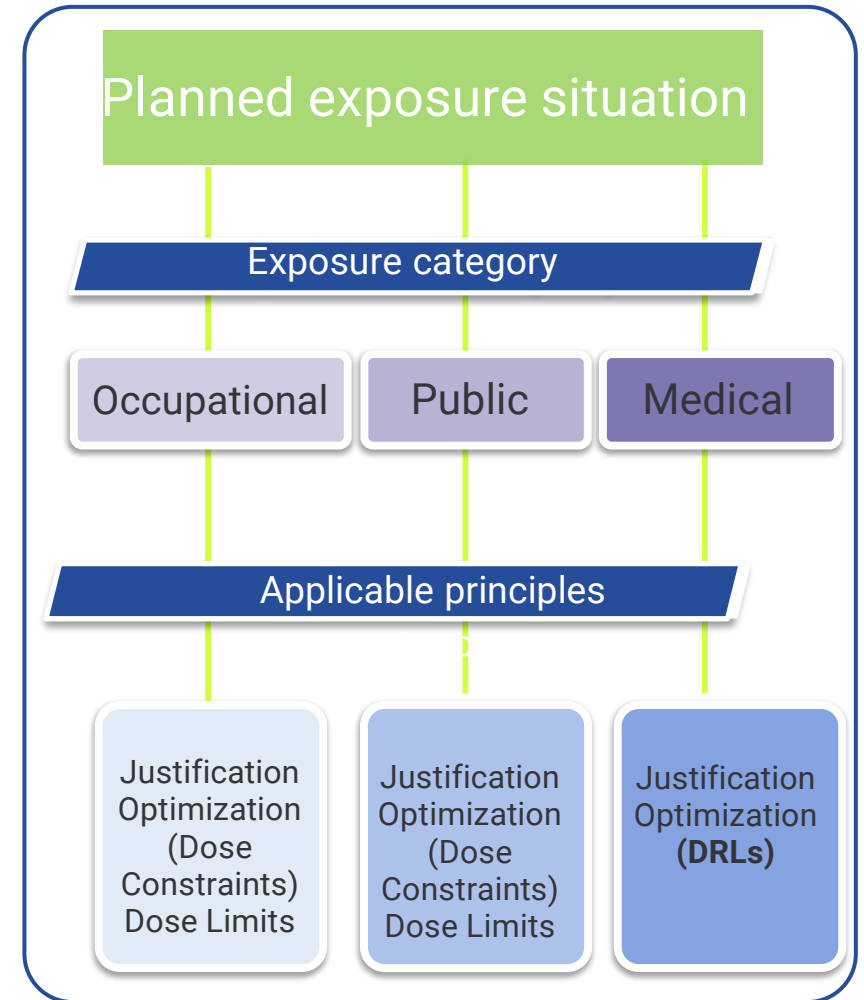 Planned exposure situation
Exposure category
Occupational
Public
Medical
Applicable principles
Justification
Optimization
(Dose
Constraints)
Dose Limits
Justification
Optimization
(Dose
Constraints)
Dose Limits
Justification
Optimization
(DRLs)